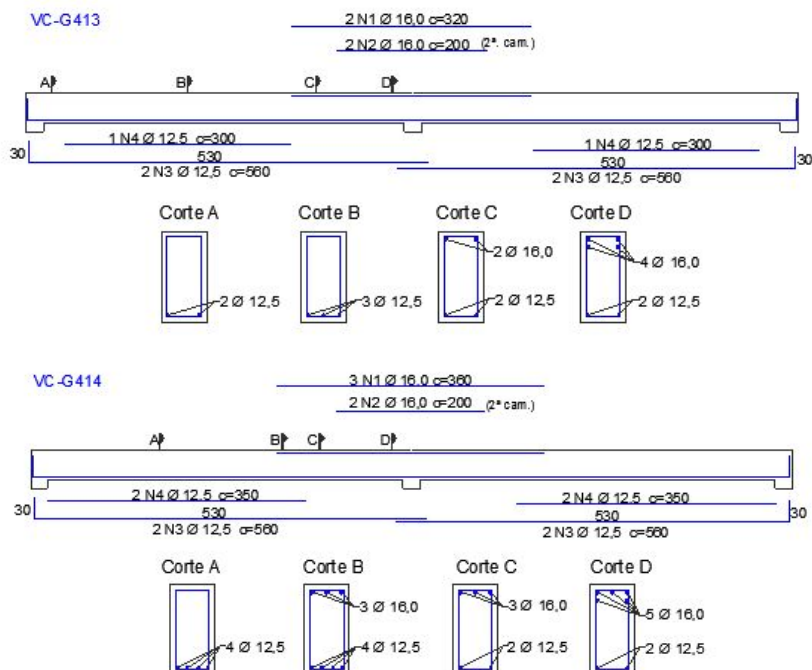 VC-G413
2 N1 Ø 16,0 c=320
2 N2 Ø 16.0 c=200 (2ª. cam.)
A B C D
1 N4 Ø 12.5 c=300 1 N4 Ø 12.5 c=300
30 530 530 30
2 N3 Ø 12,5 c=560 2 N3 Ø 12,5 c=560
Corte A Corte B Corte C Corte D
2 Ø 16,0 4 Ø 16,0
2 Ø 12,5 3 Ø 12,5 2 Ø 12,5 2 Ø 12,5
VC-G414
3 N1 Ø 16.0 c=360
2 N2 Ø 16,0 c=200 (2ª cam.)
A B C D
2 N4 Ø 12.5 c=350 2 N4 Ø 12.5 c=350
30 530 530 30
2 N3 Ø 12,5 c=560 2 N3 Ø 12,5 c=560
Corte A Corte B Corte C Corte D
3 Ø 16,0 3 Ø 16,0 5 Ø 16,0
4 Ø 12,5 4 Ø 12,5 2 Ø 12,5 2 Ø 12,5